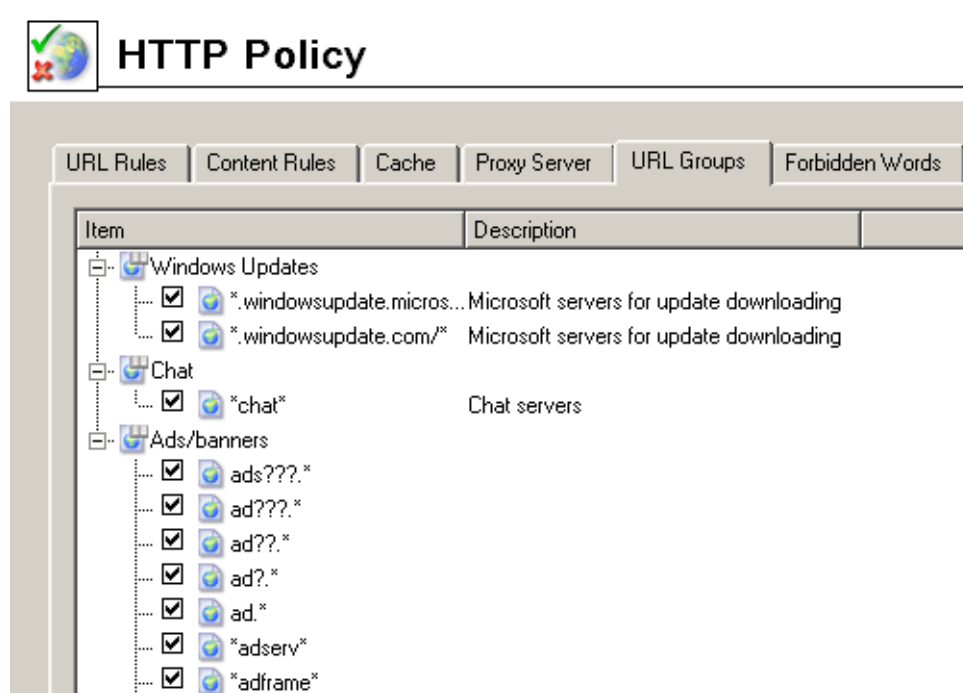 HTTP Policy
URL Rules Content Rules Cache Proxy Server URL Groups Forbidden Words
Item Description
Windows Updates
*.windowsupdate.micros... Microsoft servers for update downloading
*.windowsupdate.com/* Microsoft servers for update downloading
Chat
*chat* Chat servers
Ads/banners
ads???.*
ad???.*
ad??.*
ad?.*
ad.*
*adserv*
*adframe*